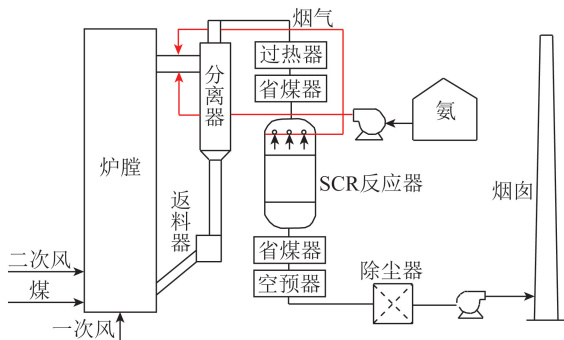 烟气
过热器
省煤器
分离器
氨
炉膛
SCR反应器
烟囱
返料器
省煤器
空预器
除尘器
二次风
煤
一次风